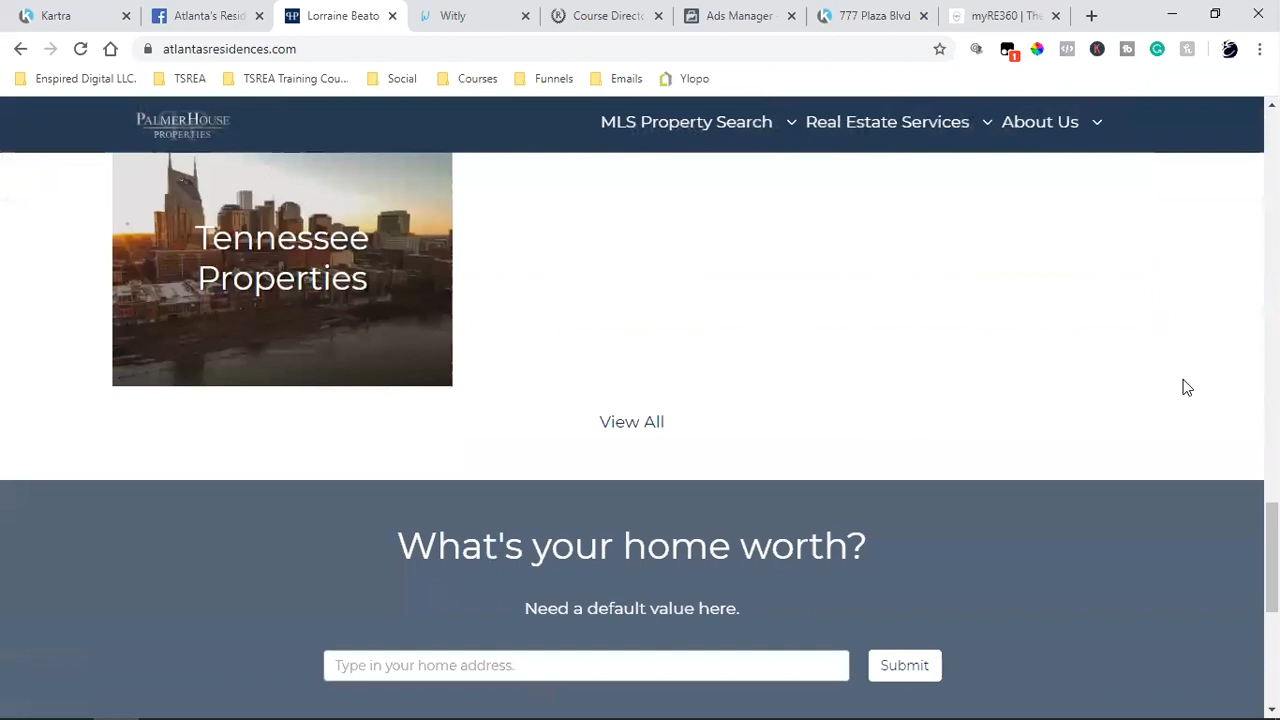 Kartra
Atlanta's Resid
Lorraine Beato
Witly
Course Directo
Ads Manager -
777 Plaza Blvd
myRE360 | The
atlantasresidences.com
1
Enspired Digital LLC.
TSREA
TSREA Training Cou...
Social
Courses
Funnels
Emails
Ylopo
PALMERHOUSE
PROPERTIES
MLS Property Search
Real Estate Services
About Us
Tennessee
Properties
View All
What's your home worth?
Need a default value here.
Type in your home address.
Submit